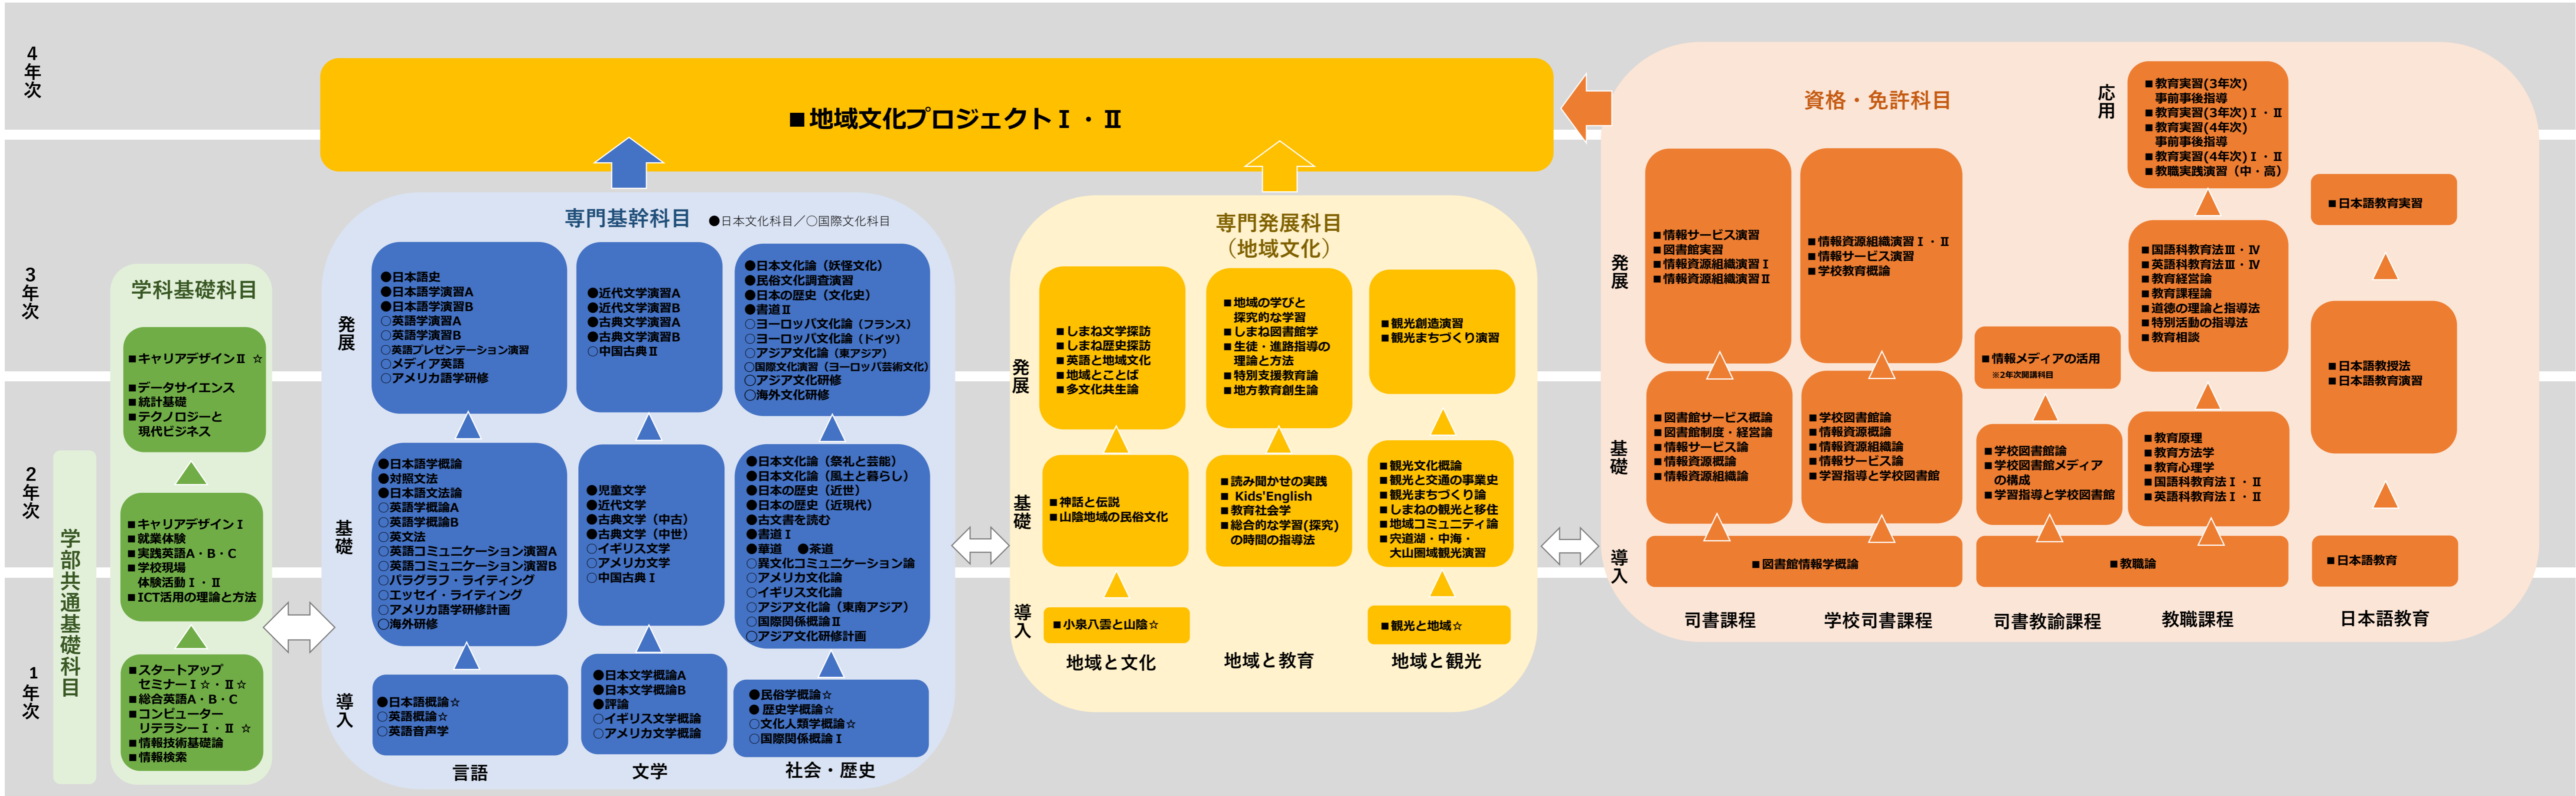 4年次
3年次
2年次
1年次
学部共通基礎科目
学科基礎科目
■キャリアデザインⅡ ☆
■データサイエンス
■統計基礎
■テクノロジーと
現代ビジネス
■キャリアデザインⅠ
■就業体験
■実践英語A・B・C
■学校現場
体験活動Ⅰ・Ⅱ
■ICT活用の理論と方法
■スタートアップ
セミナーⅠ☆・Ⅱ☆
■総合英語A・B・C
■コンピューター
リテラシーⅠ・Ⅱ ☆
■情報技術基礎論
■情報検索
■地域文化プロジェクトⅠ・Ⅱ
専門基幹科目
●日本文化科目／○国際文化科目
発展
基礎
導入
●日本語史
●日本語学演習A
●日本語学演習B
○英語学演習A
○英語学演習B
○英語プレゼンテーション演習
○メディア英語
○アメリカ語学研修
●日本語学概論
●対照文法
●日本語文法論
○英語学概論A
○英語学概論B
○英文法
○英語コミュニケーション演習A
○英語コミュニケーション演習B
○パラグラフ・ライティング
○エッセイ・ライティング
○アメリカ語学研修計画
○海外研修
●日本語概論☆
○英語概論☆
○英語音声学
言語
●近代文学演習A
●近代文学演習B
●古典文学演習A
●古典文学演習B
○中国古典Ⅱ
●児童文学
●近代文学
●古典文学（中古）
●古典文学（中世）
○イギリス文学
○アメリカ文学
○中国古典Ⅰ
●日本文学概論A
●日本文学概論B
●評論
○イギリス文学概論
○アメリカ文学概論
文学
●日本文化論（妖怪文化）
●民俗文化調査演習
●日本の歴史（文化史）
●書道Ⅱ
○ヨーロッパ文化論（フランス）
○ヨーロッパ文化論（ドイツ）
○アジア文化論（東アジア）
○国際文化演習（ヨーロッパ芸術文化）
○アジア文化研修
○海外文化研修
●日本文化論（祭礼と芸能）
●日本文化論（風土と暮らし）
●日本の歴史（近世）
●日本の歴史（近現代）
●古文書を読む
●書道Ⅰ
●華道　●茶道
○異文化コミュニケーション論
○アメリカ文化論
○イギリス文化論
○アジア文化論（東南アジア）
○国際関係概論Ⅱ
○アジア文化研修計画
●民俗学概論☆
● 歴史学概論☆
○文化人類学概論☆
○国際関係概論Ⅰ
社会・歴史
専門発展科目
（地域文化）
発展
基礎
導入
■しまね文学探訪
■しまね歴史探訪
■英語と地域文化
■地域とことば
■多文化共生論
■神話と伝説
■山陰地域の民俗文化
■小泉八雲と山陰☆
地域と文化
■地域の学びと
探究的な学習
■しまね図書館学
■生徒・進路指導の
理論と方法
■特別支援教育論
■地方教育創生論
■読み聞かせの実践
■ Kids'English
■教育社会学
■総合的な学習(探究)
の時間の指導法
地域と教育
■観光創造演習
■観光まちづくり演習
■観光文化概論
■観光と交通の事業史
■観光まちづくり論
■しまねの観光と移住
■地域コミュニティ論
■宍道湖・中海・
大山圏域観光演習
■観光と地域☆
地域と観光
資格・免許科目
応用
発展
基礎
導入
■情報サービス演習
■図書館実習
■情報資源組織演習Ⅰ
■情報資源組織演習Ⅱ
■図書館サービス概論
■図書館制度・経営論
■情報サービス論
■情報資源概論
■情報資源組織論
■図書館情報学概論
司書課程
■情報資源組織演習Ⅰ・Ⅱ
■情報サービス演習
■学校教育概論
■学校図書館論
■情報資源概論
■情報資源組織論
■情報サービス論
■学習指導と学校図書館
学校司書課程
■情報メディアの活用
※2年次開講科目
■学校図書館論
■学校図書館メディア
の構成
■学習指導と学校図書館
■教職論
司書教諭課程
■教育実習(3年次)
事前事後指導
■教育実習(3年次)Ⅰ・Ⅱ
■教育実習(4年次)
事前事後指導
■教育実習(4年次)Ⅰ・Ⅱ
■教職実践演習（中・高）
■国語科教育法Ⅲ・Ⅳ
■英語科教育法Ⅲ・Ⅳ
■教育経営論
■教育課程論
■道徳の理論と指導法
■特別活動の指導法
■教育相談
■教育原理
■教育方法学
■教育心理学
■国語科教育法Ⅰ・Ⅱ
■英語科教育法Ⅰ・Ⅱ
教職課程
■日本語教育実習
■日本語教授法
■日本語教育演習
■日本語教育
日本語教育